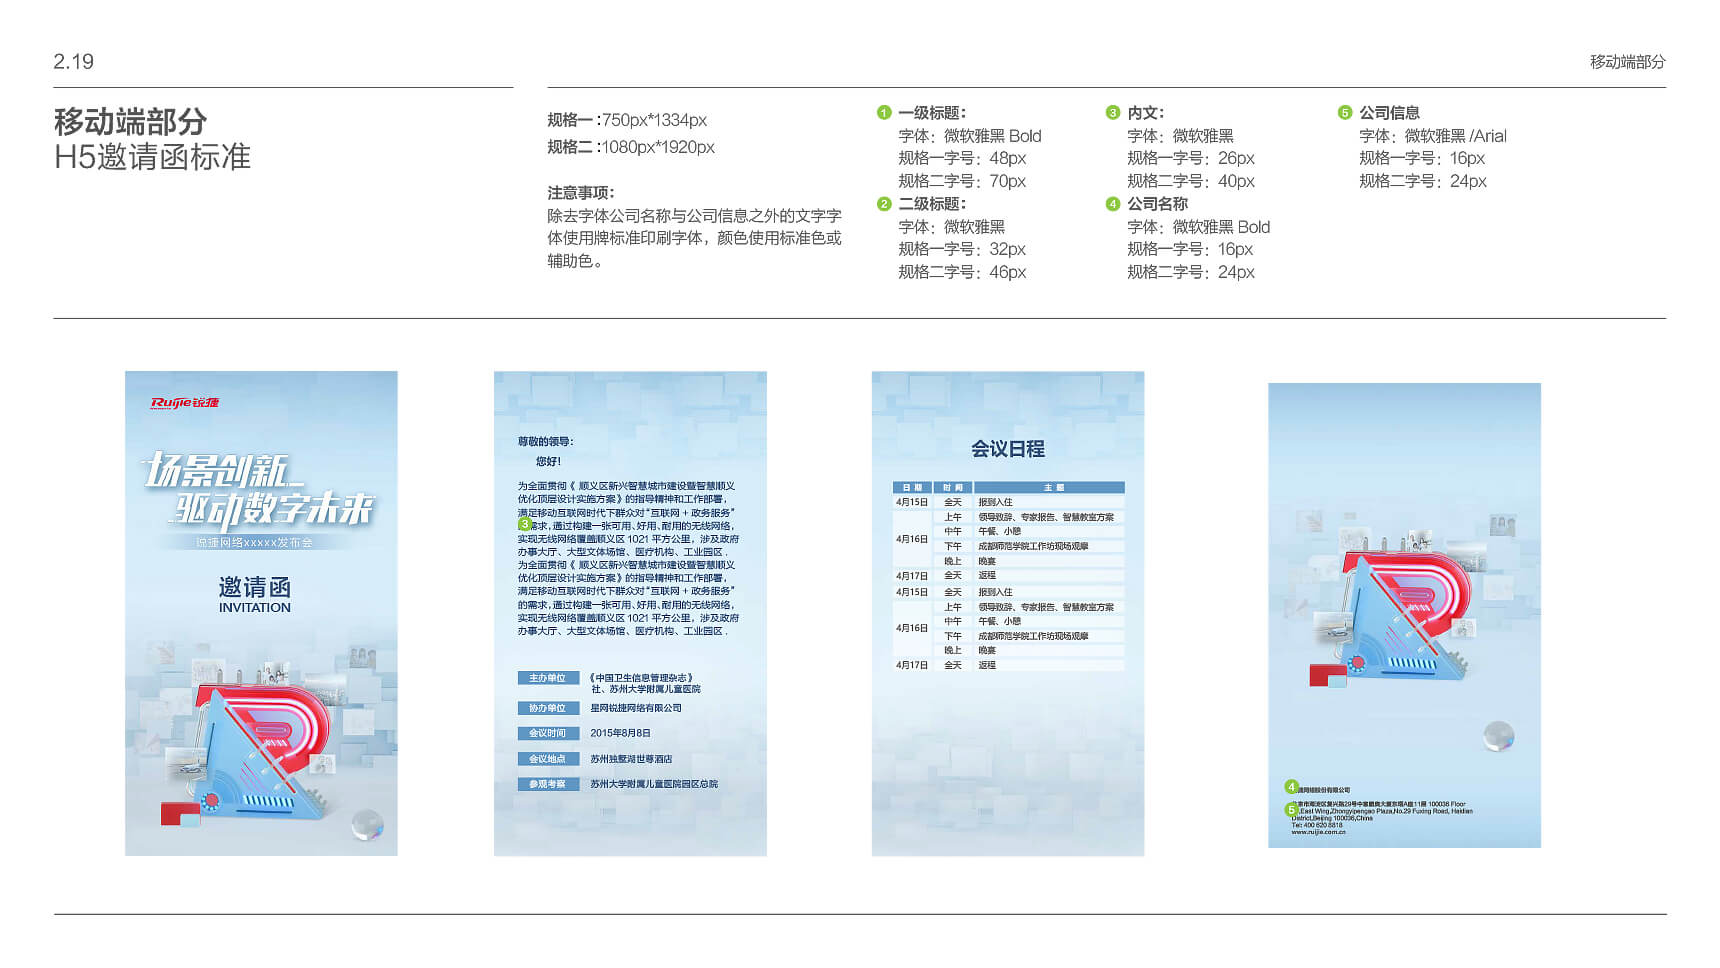 2.19
移动端部分
移动端部分
H5邀请函标准
规格一 :750px*1334px
规格二 :1080px*1920px
注意事项：
除去字体公司名称与公司信息之外的文字字
体使用牌标准印刷字体，颜色使用标准色或
辅助色。
1 一级标题：
字体：微软雅黑 Bold
规格一字号：48px
规格二字号：70px
2 二级标题：
字体：微软雅黑
规格一字号：32px
规格二字号：46px
3 内文：
字体：微软雅黑
规格一字号：26px
规格二字号：40px
4 公司名称
字体：微软雅黑 Bold
规格一字号：16px
规格二字号：24px
5 公司信息
字体：微软雅黑 /Arial
规格一字号：16px
规格二字号：24px
Ruijie锐捷
场景创新
驱动数字未来
锐捷网络xxxxx发布会
邀请函
INVITATION
尊敬的领导：
您好！
为全面贯彻《 顺义区新兴智慧城市建设暨智慧顺义
优化顶层设计实施方案》的指导精神和工作部署，
满足移动互联网时代下群众对“互联网 + 政务服务”
3 需求，通过构建一张可用、好用、耐用的无线网络，
实现无线网络覆盖顺义区 1021 平方公里，涉及政府
办事大厅、大型文体场馆、医疗机构、工业园区 .
为全面贯彻《 顺义区新兴智慧城市建设暨智慧顺义
优化顶层设计实施方案》的指导精神和工作部署，
满足移动互联网时代下群众对“互联网 + 政务服务”
的需求，通过构建一张可用、好用、耐用的无线网络，
实现无线网络覆盖顺义区 1021 平方公里，涉及政府
办事大厅、大型文体场馆、医疗机构、工业园区 .
主办单位 《中国卫生信息管理杂志》
社、苏州大学附属儿童医院
协办单位 星网锐捷网络有限公司
会议时间 2015年8月8日
会议地点 苏州独墅湖世尊酒店
参观考察 苏州大学附属儿童医院园区总院
会议日程
日 期 时 间 主 题
4月15日 全天 报到入住
上午 领导致辞、专家报告、智慧教室方案
中午 午餐、小憩
4月16日
下午 成都师范学院工作坊现场观摩
晚上 晚宴
4月17日 全天 返程
4月15日 全天 报到入住
上午 领导致辞、专家报告、智慧教室方案
中午 午餐、小憩
4月16日
下午 成都师范学院工作坊现场观摩
晚上 晚宴
4月17日 全天 返程
4 捷网络股份有限公司
京市海淀区复兴路29号中意鹏奥大厦东塔A座11层 100036 Floor
5 East Wing,Zhongyipengao Plaza,No.29 Fuxing Road, Haidian
District,Beijing 100036,China
Tel: 400 620 8818
www.ruijie.com.cn